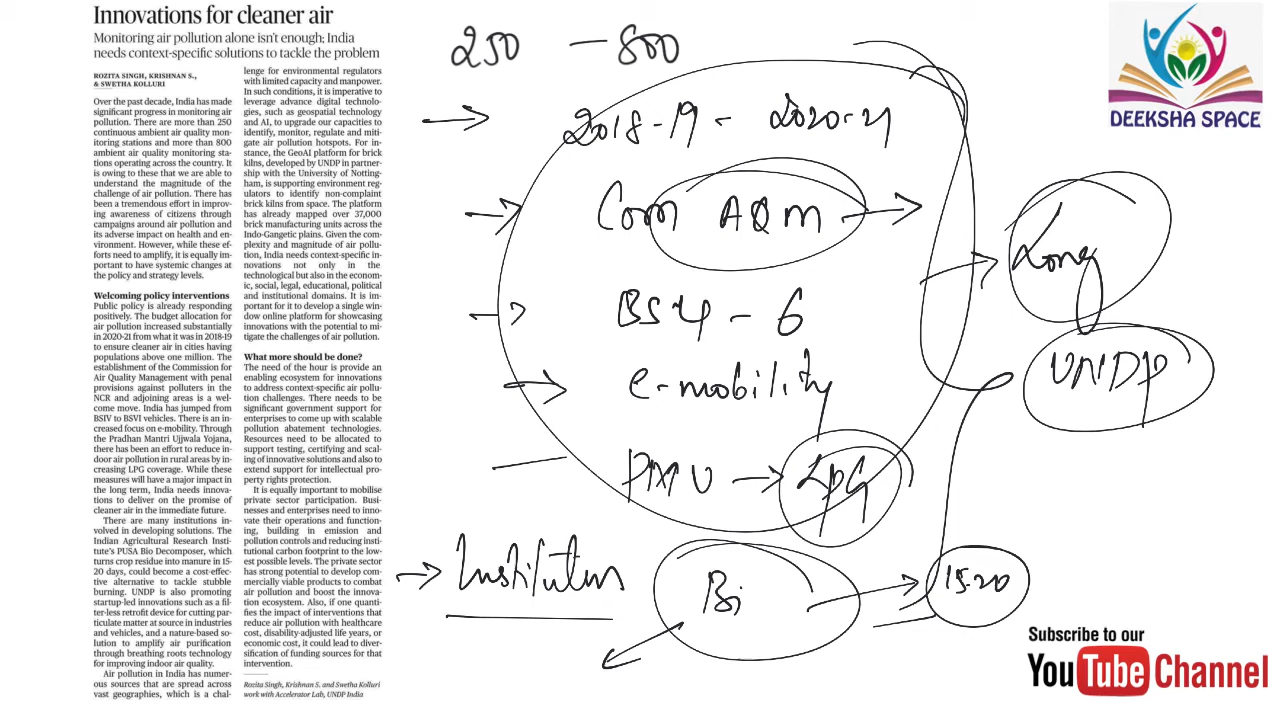 Innovations for cleaner air
Monitoring air pollution alone isn't enough; India
needs context-specific solutions to tackle the problem
ROZITA SINGH, KRISHNAN S.,
& SWETHA KOLLURI
Over the past decade, India has made
significant progress in monitoring air
pollution. There are more than 250
continuous ambient air quality mon-
itoring stations and more than 800
ambient air quality monitoring sta-
tions operating across the country. It
is owing to these that we are able to
understand the magnitude of the
challenge of air pollution. There has
been a tremendous effort in improv-
ing awareness of citizens through
campaigns around air pollution and
its adverse impact on health and en-
vironment. However, while these ef-
forts need to amplify, it is equally im-
portant to have systemic changes at
the policy and strategy levels.
Welcoming policy interventions
Public policy is already responding
positively. The budget allocation for
air pollution increased substantially
in 2020-21 from what it was in 2018-19
to ensure cleaner air in cities having
populations above one million. The
establishment of the Commission for
Air Quality Management with penal
provisions against polluters in the
NCR and adjoining areas is a wel-
come move. India has jumped from
BSIV to BSVI vehicles. There is an in-
creased focus on e-mobility. Through
the Pradhan Mantri Ujjwala Yojana,
there has been an effort to reduce in-
door air pollution in rural areas by in-
creasing LPG coverage. While these
measures will have a major impact in
the long term, India needs innova-
tions to deliver on the promise of
cleaner air in the immediate future.
There are many institutions in-
volved in developing solutions. The
Indian Agricultural Research Insti-
tute's PUSA Bio Decomposer, which
turns crop residue into manure in 15-
20 days, could become a cost-effec-
tive alternative to tackle stubble
burning. UNDP is also promoting
startup-led innovations such as a fil-
ter-less retrofit device for cutting par-
ticulate matter at source in industries
and vehicles, and a nature-based so-
lution to amplify air purification
through breathing roots technology
for improving indoor air quality.
Air pollution in India has numer-
ous sources that are spread across
vast geographies, which is a chal-
lenge for environmental regulators
with limited capacity and manpower.
In such conditions, it is imperative to
leverage advance digital technolo-
gies, such as geospatial technology
and AI, to upgrade our capacities to
identify, monitor, regulate and miti-
gate air pollution hotspots. For in-
stance, the GeoAI platform for brick
kilns, developed by UNDP in partner-
ship with the University of Notting-
ham, is supporting environment reg-
ulators to identify non-complaint
brick kilns from space. The platform
has already mapped over 37,000
brick manufacturing units across the
Indo-Gangetic plains. Given the com-
plexity and magnitude of air pollu-
tion, India needs context-specific in-
novations not only in the
technological but also in the econom-
ic, social, legal, educational, political
and institutional domains. It is im-
portant for it to develop a single win-
dow online platform for showcasing
innovations with the potential to mi-
tigate the challenges of air pollution.
What more should be done?
The need of the hour is provide an
enabling ecosystem for innovations
to address context-specific air pollu-
tion challenges. There needs to be
significant government support for
enterprises to come up with scalable
pollution abatement technologies.
Resources need to be allocated to
support testing, certifying and scal-
ing of innovative solutions and also to
extend support for intellectual pro-
perty rights protection.
It is equally important to mobilise
private sector participation. Busi-
nesses and enterprises need to inno-
vate their operations and function-
ing, building in emission and
pollution controls and reducing insti-
tutional carbon footprint to the low-
est possible levels. The private sector
has strong potential to develop com-
mercially viable products to combat
air pollution and boost the innova-
tion ecosystem. Also, if one quanti-
fies the impact of interventions that
reduce air pollution with healthcare
cost, disability-adjusted life years, or
economic cost, it could lead to diver-
sification of funding sources for that
intervention.
Rozita Singh, Krishnan S. and Swetha Kolluri
work with Accelerator Lab, UNDP India
250 - 800
2018-19 - 2020-21
Com AQM
BS4 - 6
e-mobility
PMU → LPG
Bi
15-20
Long
UNDP
DEEKSHA SPACE
Subscribe to our
YouTube Channel